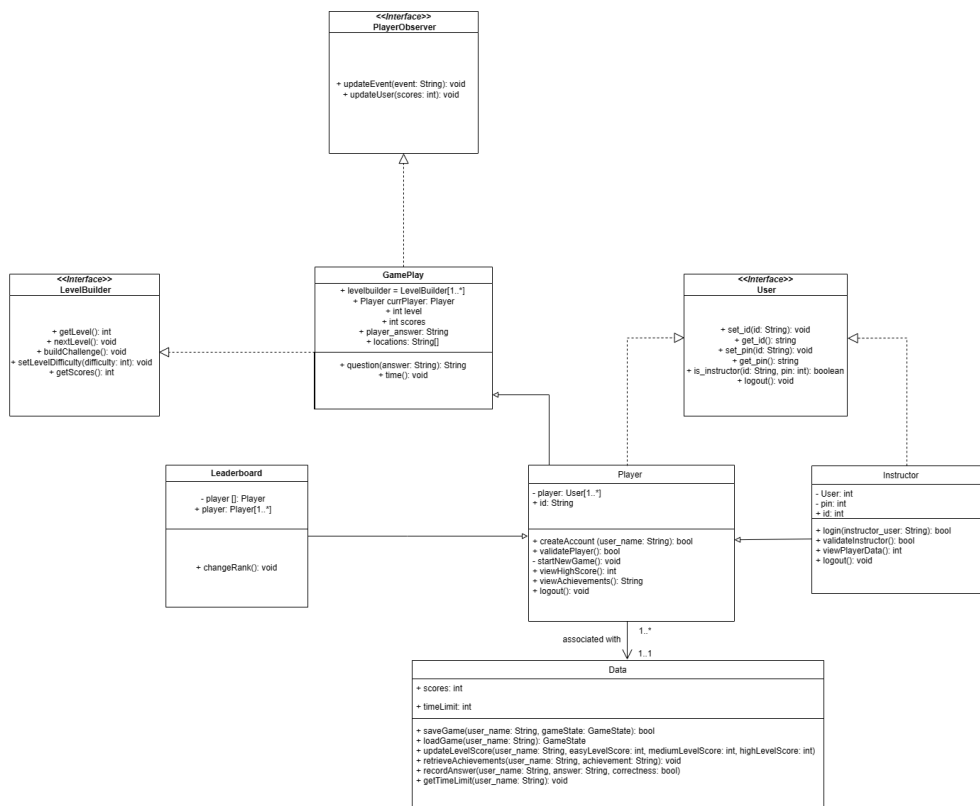 <<Interface>>
PlayerObserver
+ updateEvent(event: String): void
+ updateUser(scores: int): void
<<Interface>>
LevelBuilder
+ getLevel(): int
+ nextLevel(): void
+ buildChallenge(): void
+ setLevelDifficulty(difficulty: int): void
+ getScores(): int
GamePlay
+ levelbuilder = LevelBuilder[1..*]
+ Player currPlayer: Player
+ int level
+ int scores
+ player_answer: String
+ locations: String[]
+ question(answer: String): String
+ time(): void
<<Interface>>
User
+ set_id(id: String): void
+ get_id(): string
+ set_pin(id: String): void
+ get_pin(): string
+ is_instructor(id: String, pin: int): boolean
+ logout(): void
Leaderboard
- player []: Player
+ player: Player[1..*]
+ changeRank(): void
Player
- player: User[1..*]
+ id: String
+ createAccount (user_name: String): bool
+ validatePlayer(): bool
- startNewGame(): void
+ viewHighScore(): int
+ viewAchievements(): String
+ logout(): void
Instructor
- User: int
- pin: int
+ id: int
+ login(instructor_user: String): bool
+ validateInstructor(): bool
+ viewPlayerData(): int
+ logout(): void
1..*
associated with
1..1
Data
+ scores: int
+ timeLimit: int
+ saveGame(user_name: String, gameState: GameState): bool
+ loadGame(user_name: String): GameState
+ updateLevelScore(user_name: String, easyLevelScore: int, mediumLevelScore: int, highLevelScore: int)
+ retrieveAchievements(user_name: String, achievement: String): void
+ recordAnswer(user_name: String, answer: String, correctness: bool)
+ getTimeLimit(user_name: String): void